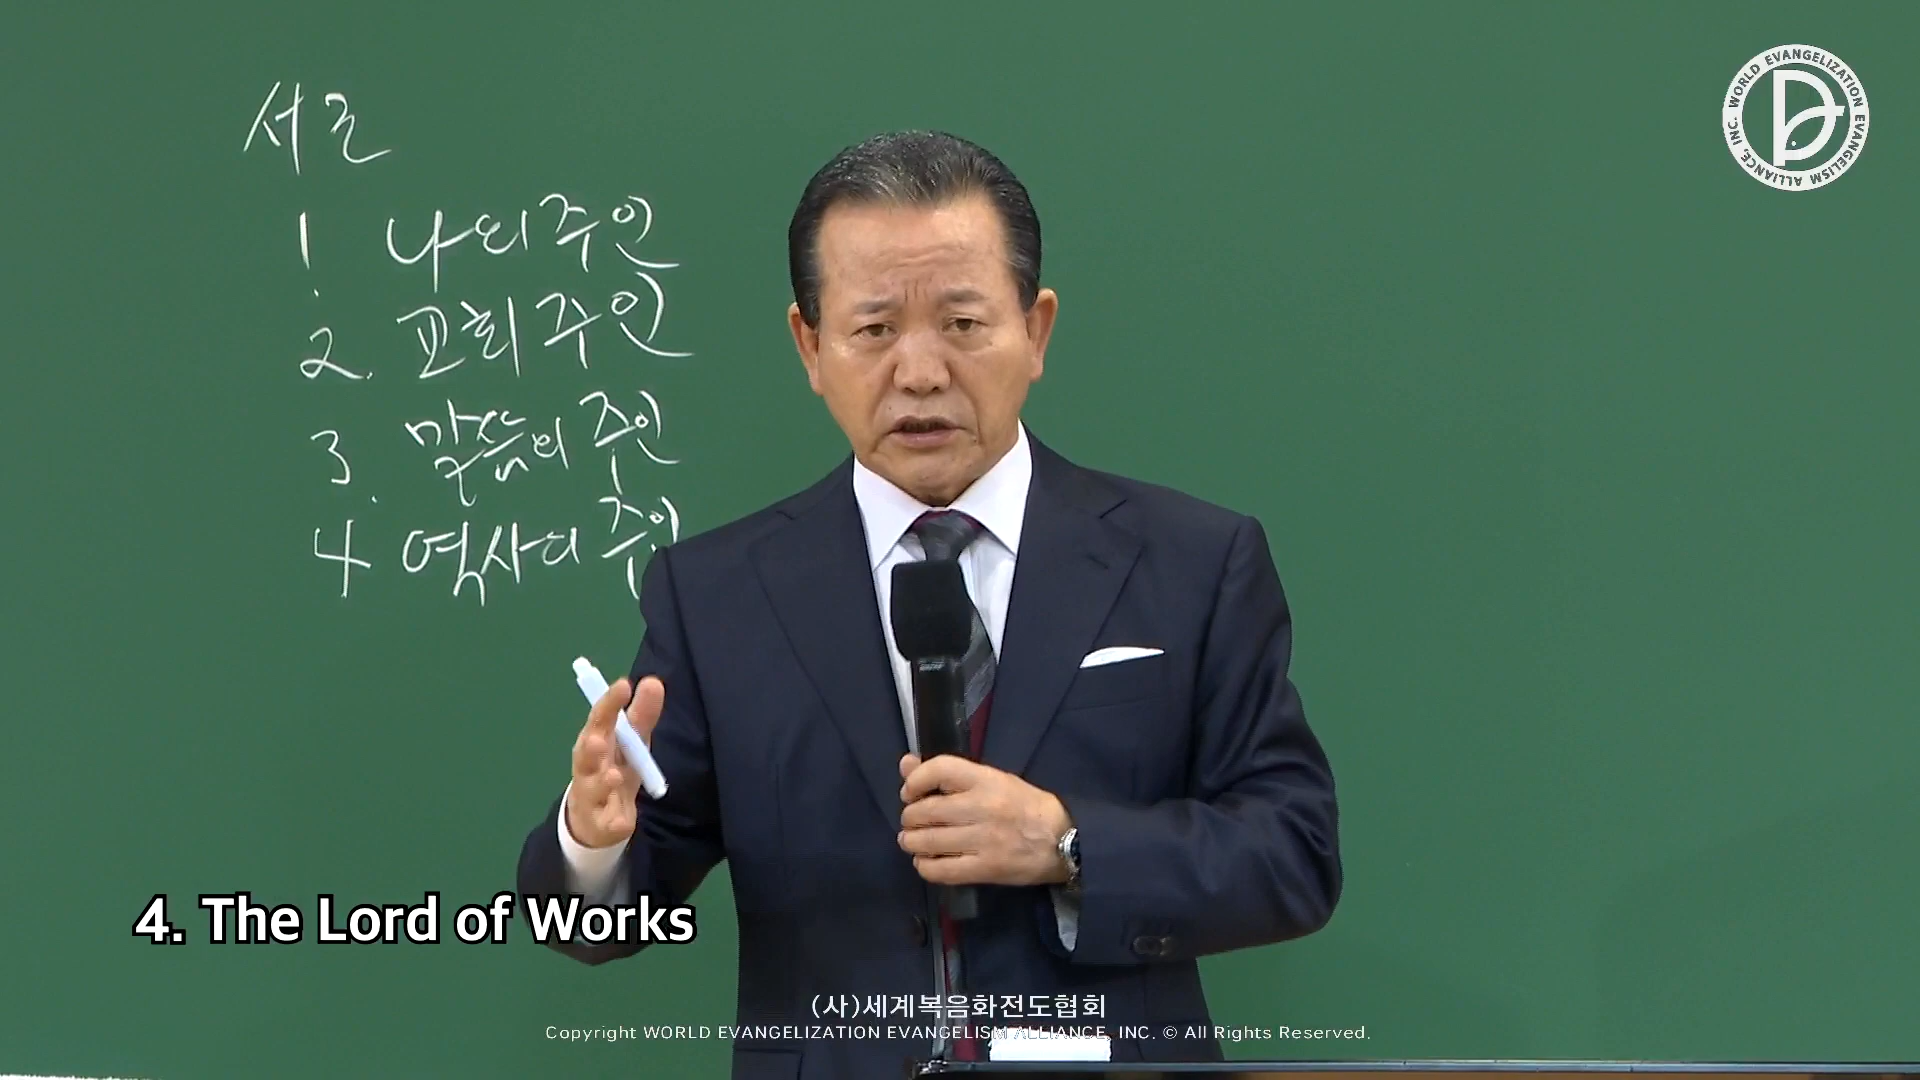 서론
1. 나의 주인
2. 교회 주인
3. 말씀의 주인
4 역사의 주인
WORLD EVANGELIZATION EVANGELISM ALLIANCE, INC.
4. The Lord of Works
(사)세계복음화전도협회
Copyright WORLD EVANGELIZATION EVANGELISM ALLIANCE, INC. © All Rights Reserved.